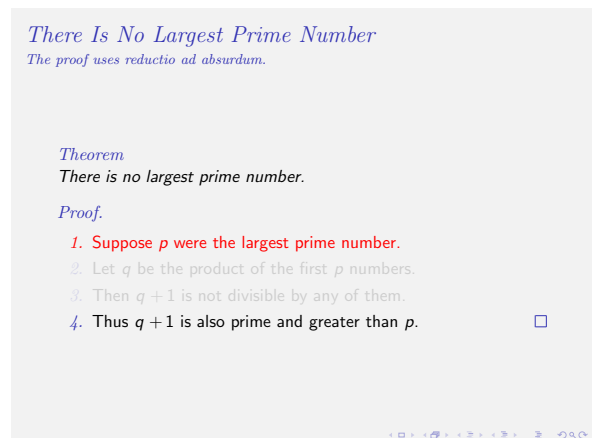 There Is No Largest Prime Number
The proof uses reductio ad absurdum.
Theorem
There is no largest prime number.
Proof.
1. Suppose p were the largest prime number.
2. Let q be the product of the first p numbers.
3. Then q + 1 is not divisible by any of them.
4. Thus q + 1 is also prime and greater than p.